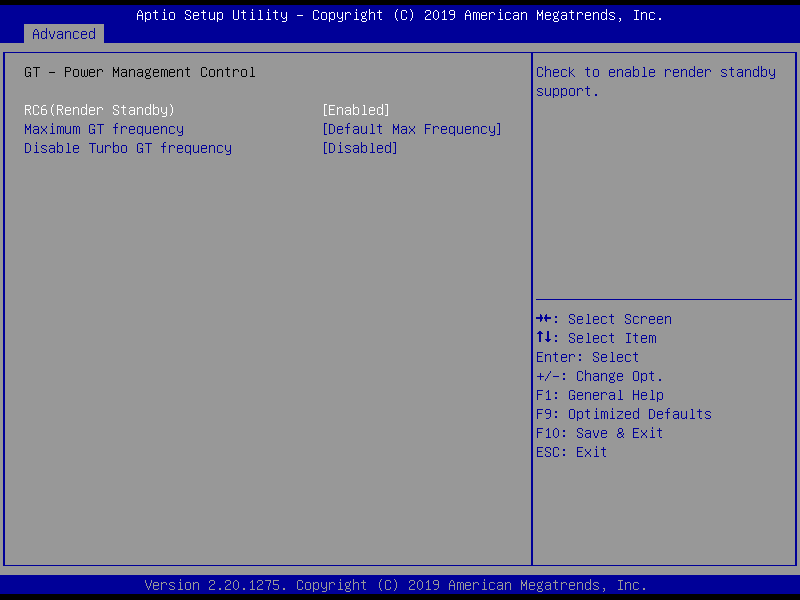 Aptio Setup Utility – Copyright (C) 2019 American Megatrends, Inc.
Advanced
GT – Power Management Control
RC6(Render Standby) [Enabled]
Maximum GT frequency [Default Max Frequency]
Disable Turbo GT frequency [Disabled]
Check to enable render standby
support.
→←: Select Screen
↑↓: Select Item
Enter: Select
+/-: Change Opt.
F1: General Help
F9: Optimized Defaults
F10: Save & Exit
ESC: Exit
Version 2.20.1275. Copyright (C) 2019 American Megatrends, Inc.